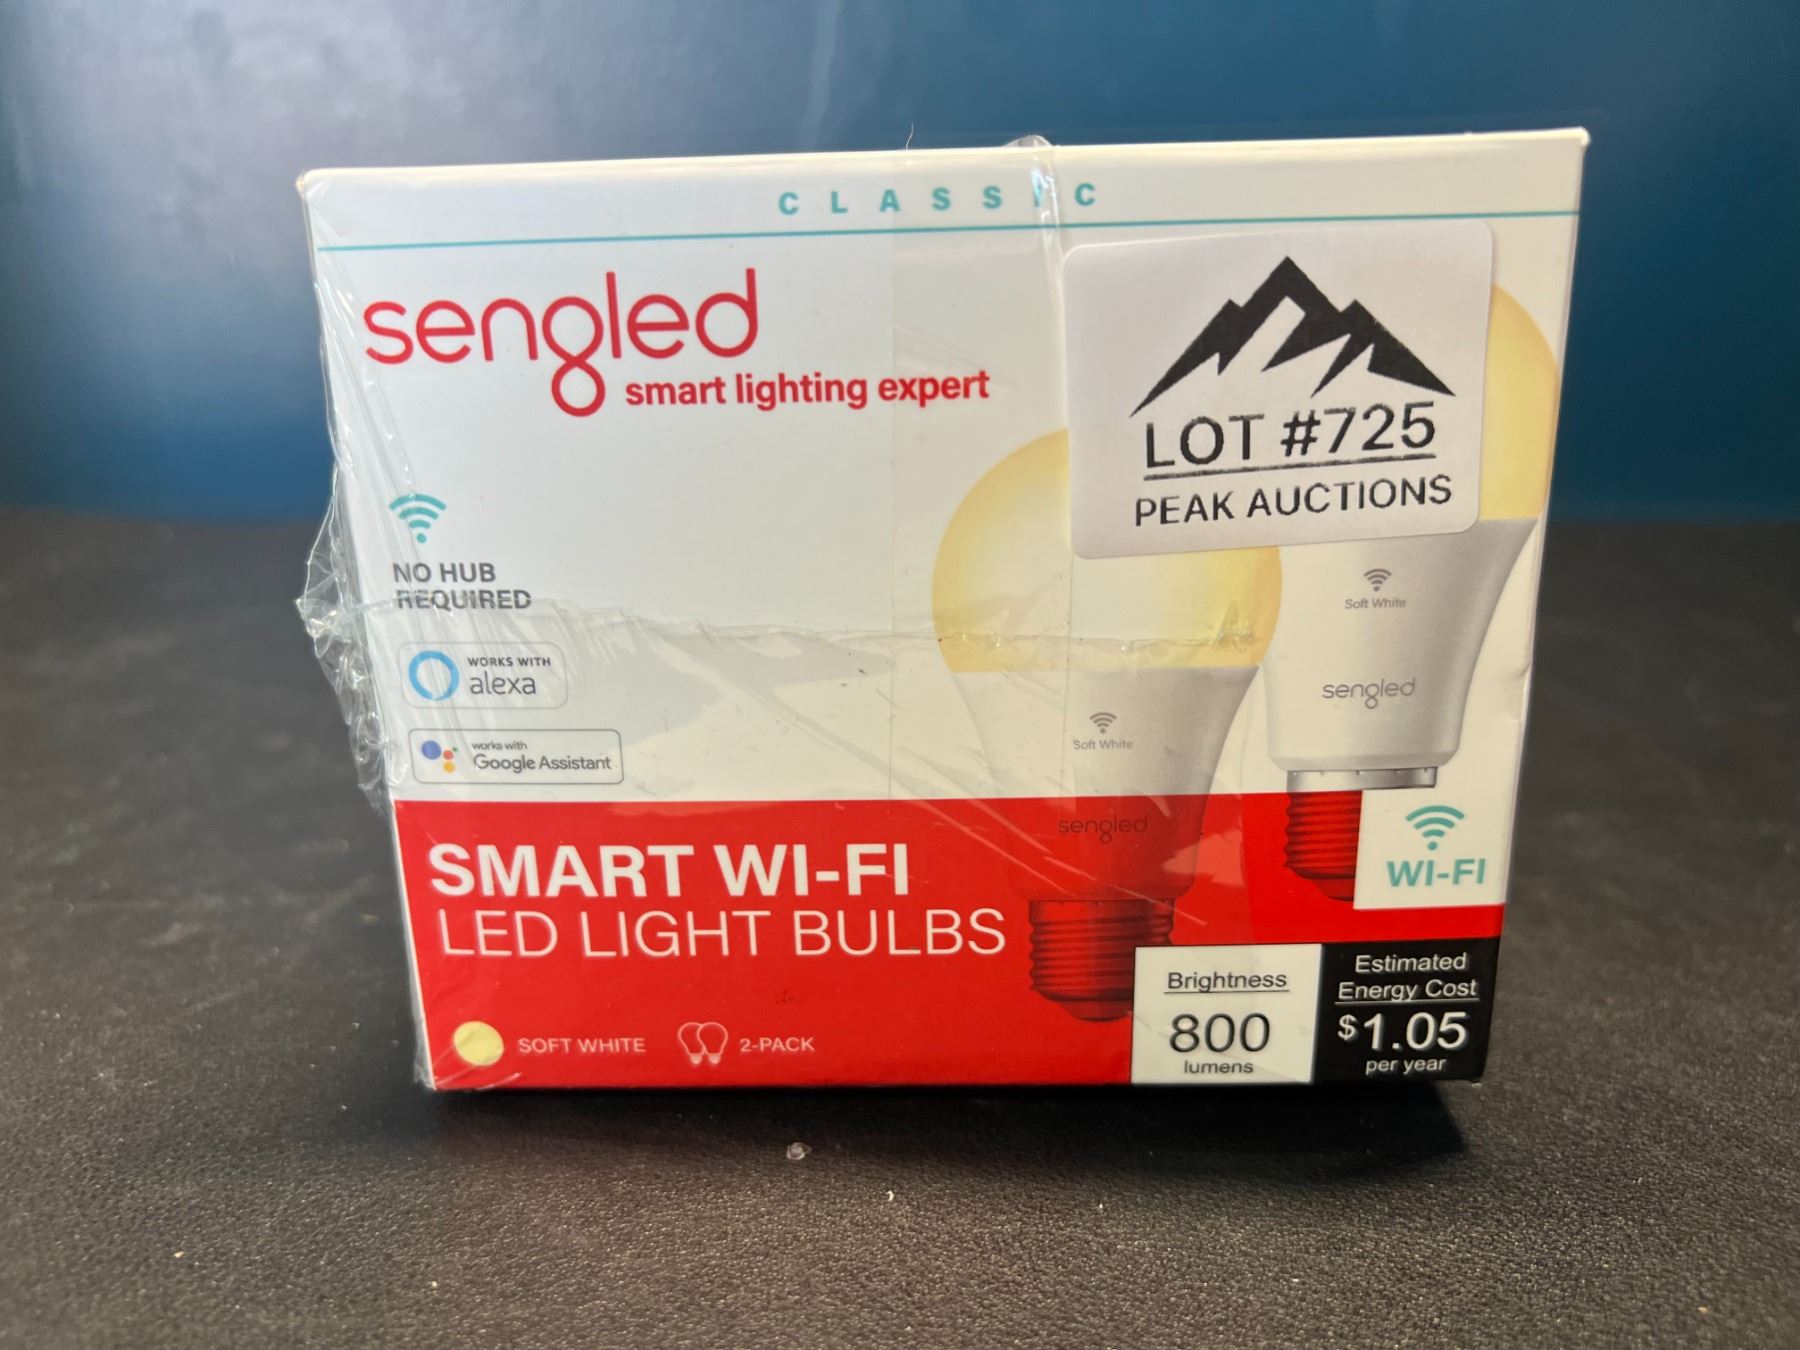 CLASSIC
sengled
smart lighting expert
LOT #725
PEAK AUCTIONS
NO HUB
REQUIRED
WORKS WITH
alexa
works with
Google Assistant
Soft White
sengled
Soft White
sengled
WI-FI
SMART WI-FI
LED LIGHT BULBS
SOFT WHITE
2-PACK
Brightness
800
lumens
Estimated
Energy Cost
$1.05
per year